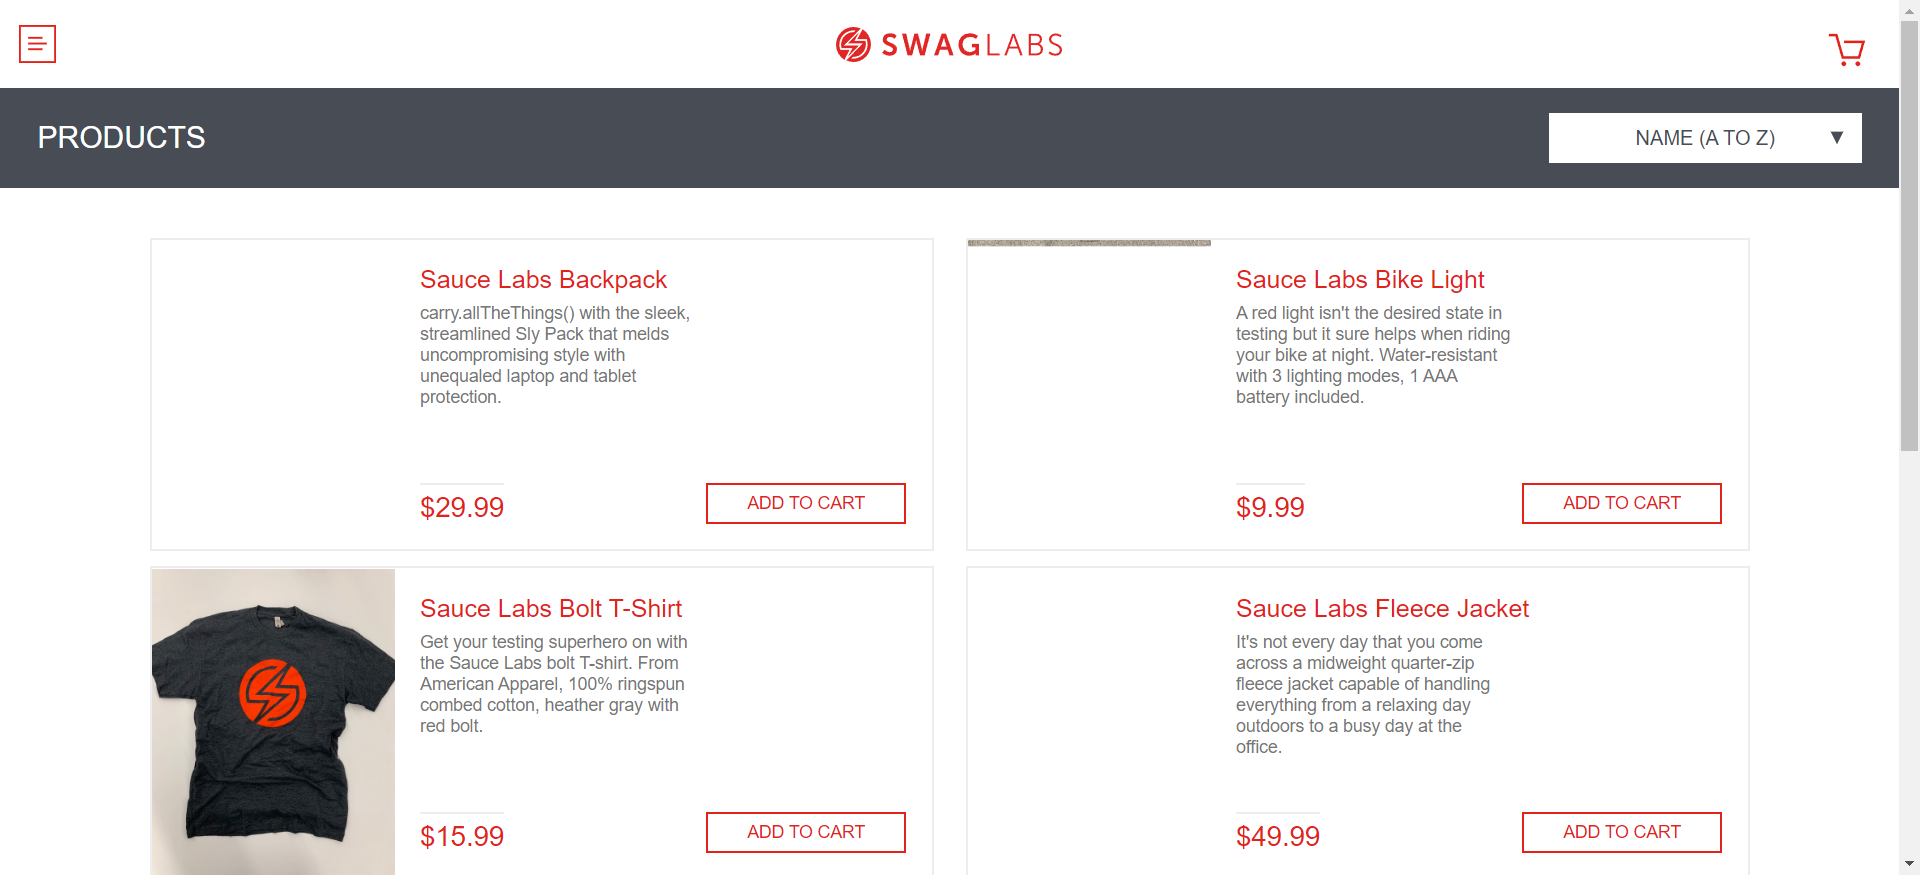 SWAGLABS
PRODUCTS
NAME (A TO Z)
Sauce Labs Backpack
carry.allTheThings() with the sleek,
streamlined Sly Pack that melds
uncompromising style with
unequaled laptop and tablet
protection.
$29.99
ADD TO CART
Sauce Labs Bike Light
A red light isn't the desired state in
testing but it sure helps when riding
your bike at night. Water-resistant
with 3 lighting modes, 1 AAA
battery included.
$9.99
ADD TO CART
Sauce Labs Bolt T-Shirt
Get your testing superhero on with
the Sauce Labs bolt T-shirt. From
American Apparel, 100% ringspun
combed cotton, heather gray with
red bolt.
$15.99
ADD TO CART
Sauce Labs Fleece Jacket
It's not every day that you come
across a midweight quarter-zip
fleece jacket capable of handling
everything from a relaxing day
outdoors to a busy day at the
office.
$49.99
ADD TO CART